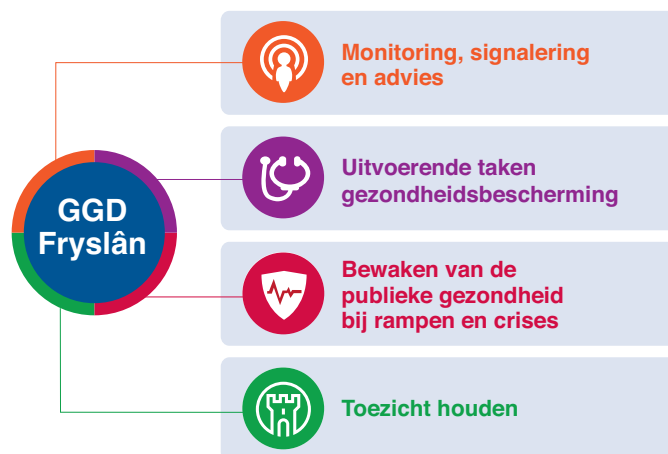 Monitoring, signalering
en advies
Uitvoerende taken
gezondheidsbescherming
GGD
Fryslân
Bewaken van de
publieke gezondheid
bij rampen en crises
Toezicht houden